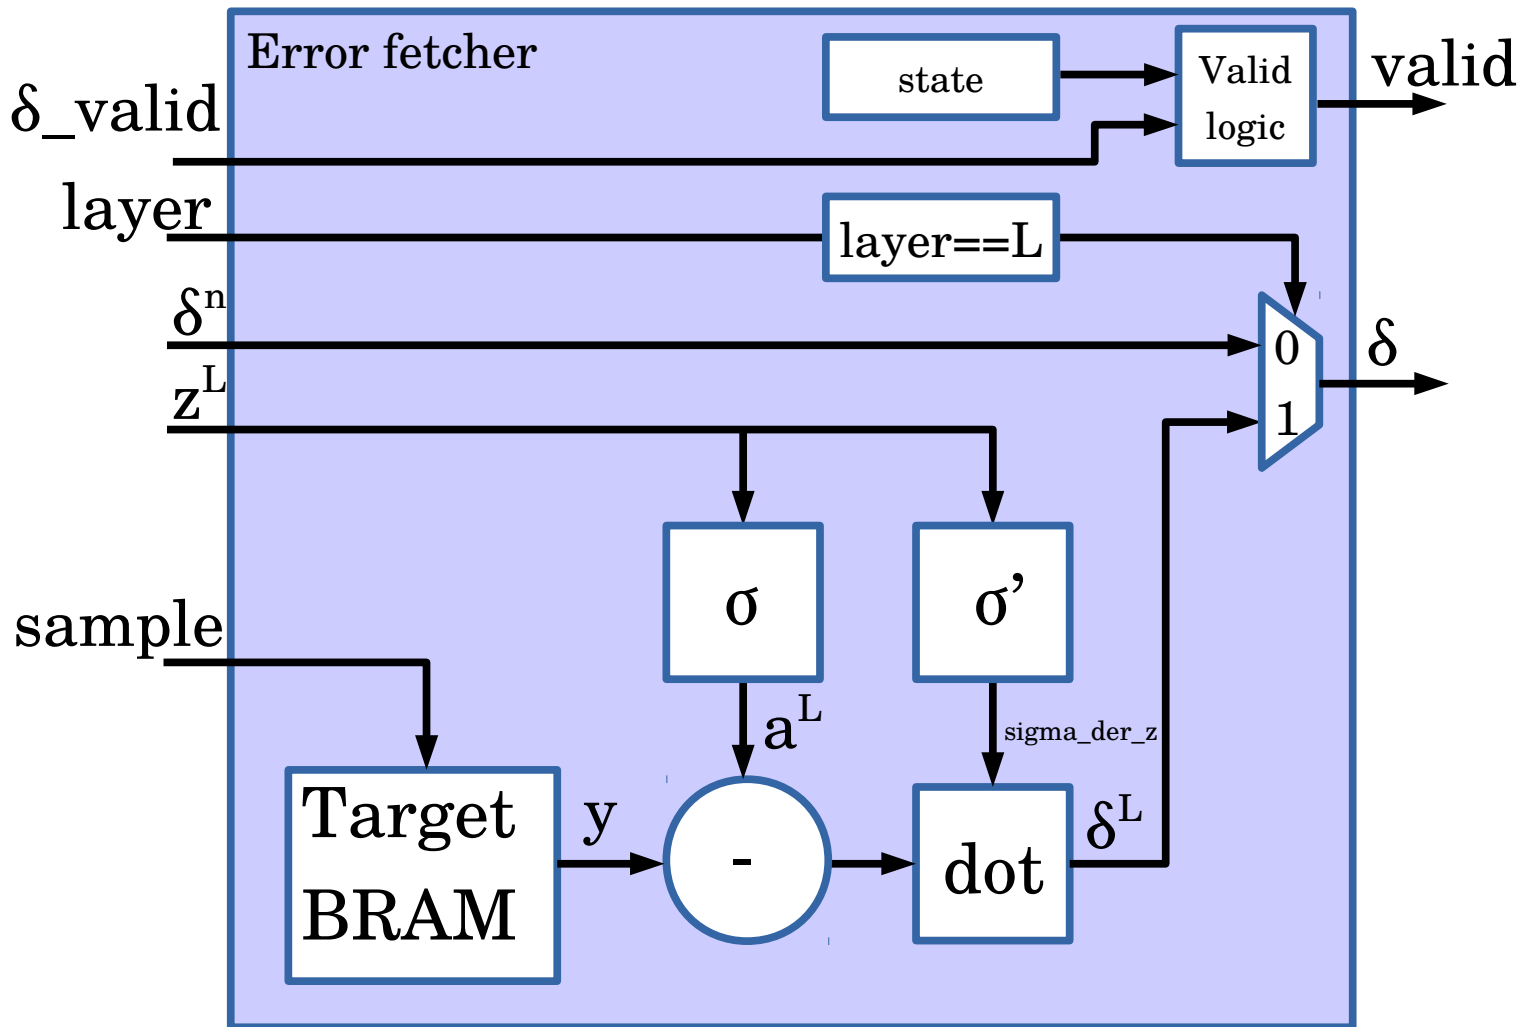 Error fetcher
state
Valid
logic
valid
δ_valid
layer
layer==L
δⁿ
0
δ
zᴸ
1
σ
σ’
sample
aᴸ
sigma_der_z
Target
BRAM
y
-
dot
δᴸ